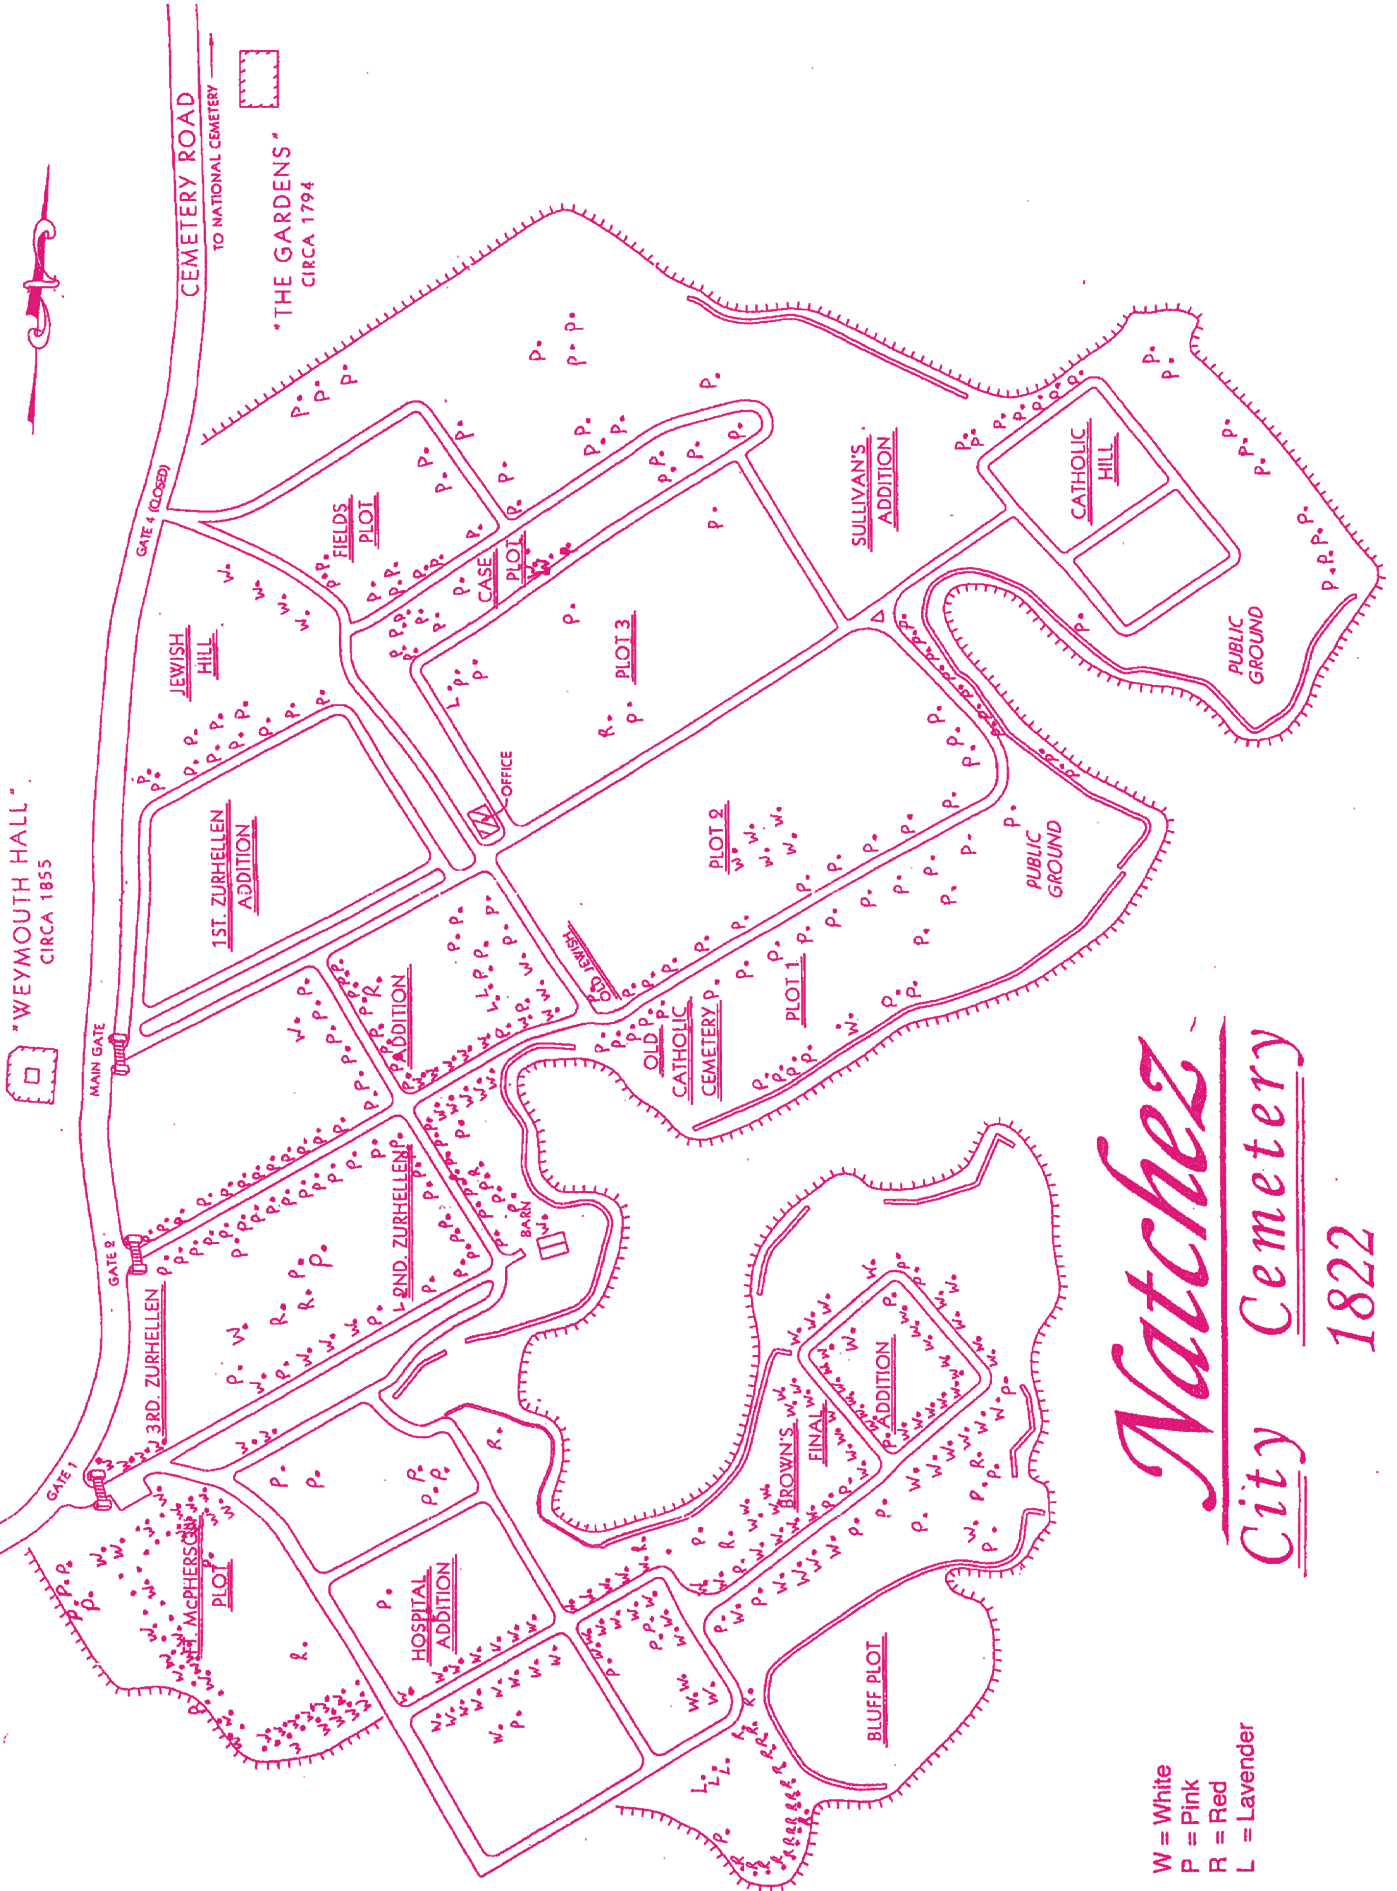 "WEYMOUTH HALL"
CIRCA 1855
CEMETERY ROAD
TO NATIONAL CEMETERY
"THE GARDENS"
CIRCA 1794
GATE 4 (CLOSED)
MAIN GATE
GATE 2
GATE 1
JEWISH
HILL
FIELDS
PLOT
CASE
PLOT
1ST. ZURHELLEN
ADDITION
PLOT 3
OFFICE
SULLIVAN'S
ADDITION
CATHOLIC
HILL
PUBLIC
GROUND
PLOT 2
PUBLIC
GROUND
OLD JEWISH
ADDITION
OLD
CATHOLIC
CEMETERY
PLOT 1
2ND. ZURHELLEN
BARN
3RD. ZURHELLEN
McPHERSON
PLOT
HOSPITAL
ADDITION
BROWN'S
FINAL
ADDITION
BLUFF PLOT
Natchez
City Cemetery
1822
W = White
P = Pink
R = Red
L = Lavender